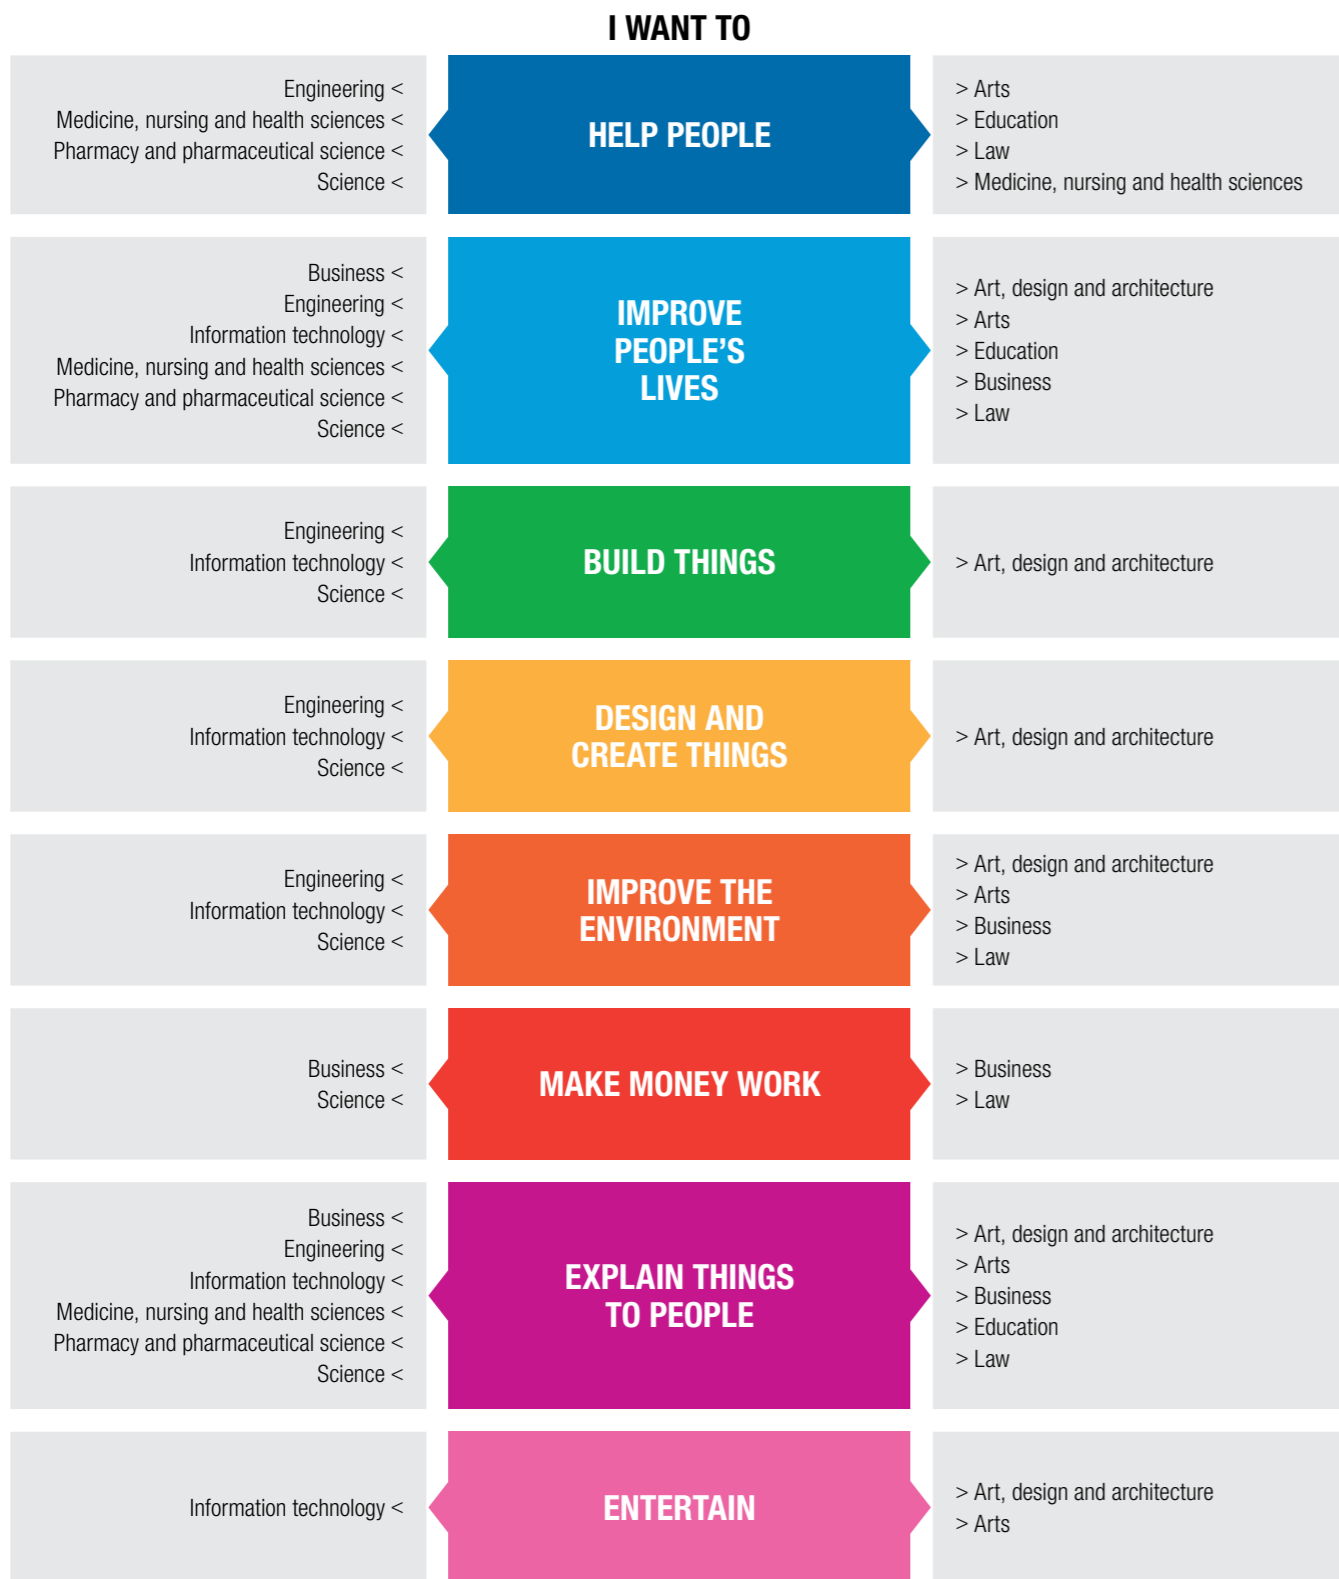 I WANT TO
Engineering <
Medicine, nursing and health sciences <
Pharmacy and pharmaceutical science <
Science <
HELP PEOPLE
> Arts
> Education
> Law
> Medicine, nursing and health sciences
Business <
Engineering <
Information technology <
Medicine, nursing and health sciences <
Pharmacy and pharmaceutical science <
Science <
IMPROVE
PEOPLE'S
LIVES
> Art, design and architecture
> Arts
> Education
> Business
> Law
Engineering <
Information technology <
Science <
BUILD THINGS
> Art, design and architecture
Engineering <
Information technology <
Science <
DESIGN AND
CREATE THINGS
> Art, design and architecture
Engineering <
Information technology <
Science <
IMPROVE THE
ENVIRONMENT
> Art, design and architecture
> Arts
> Business
> Law
Business <
Science <
MAKE MONEY WORK
> Business
> Law
Business <
Engineering <
Information technology <
Medicine, nursing and health sciences <
Pharmacy and pharmaceutical science <
Science <
EXPLAIN THINGS
TO PEOPLE
> Art, design and architecture
> Arts
> Business
> Education
> Law
Information technology <
ENTERTAIN
> Art, design and architecture
> Arts